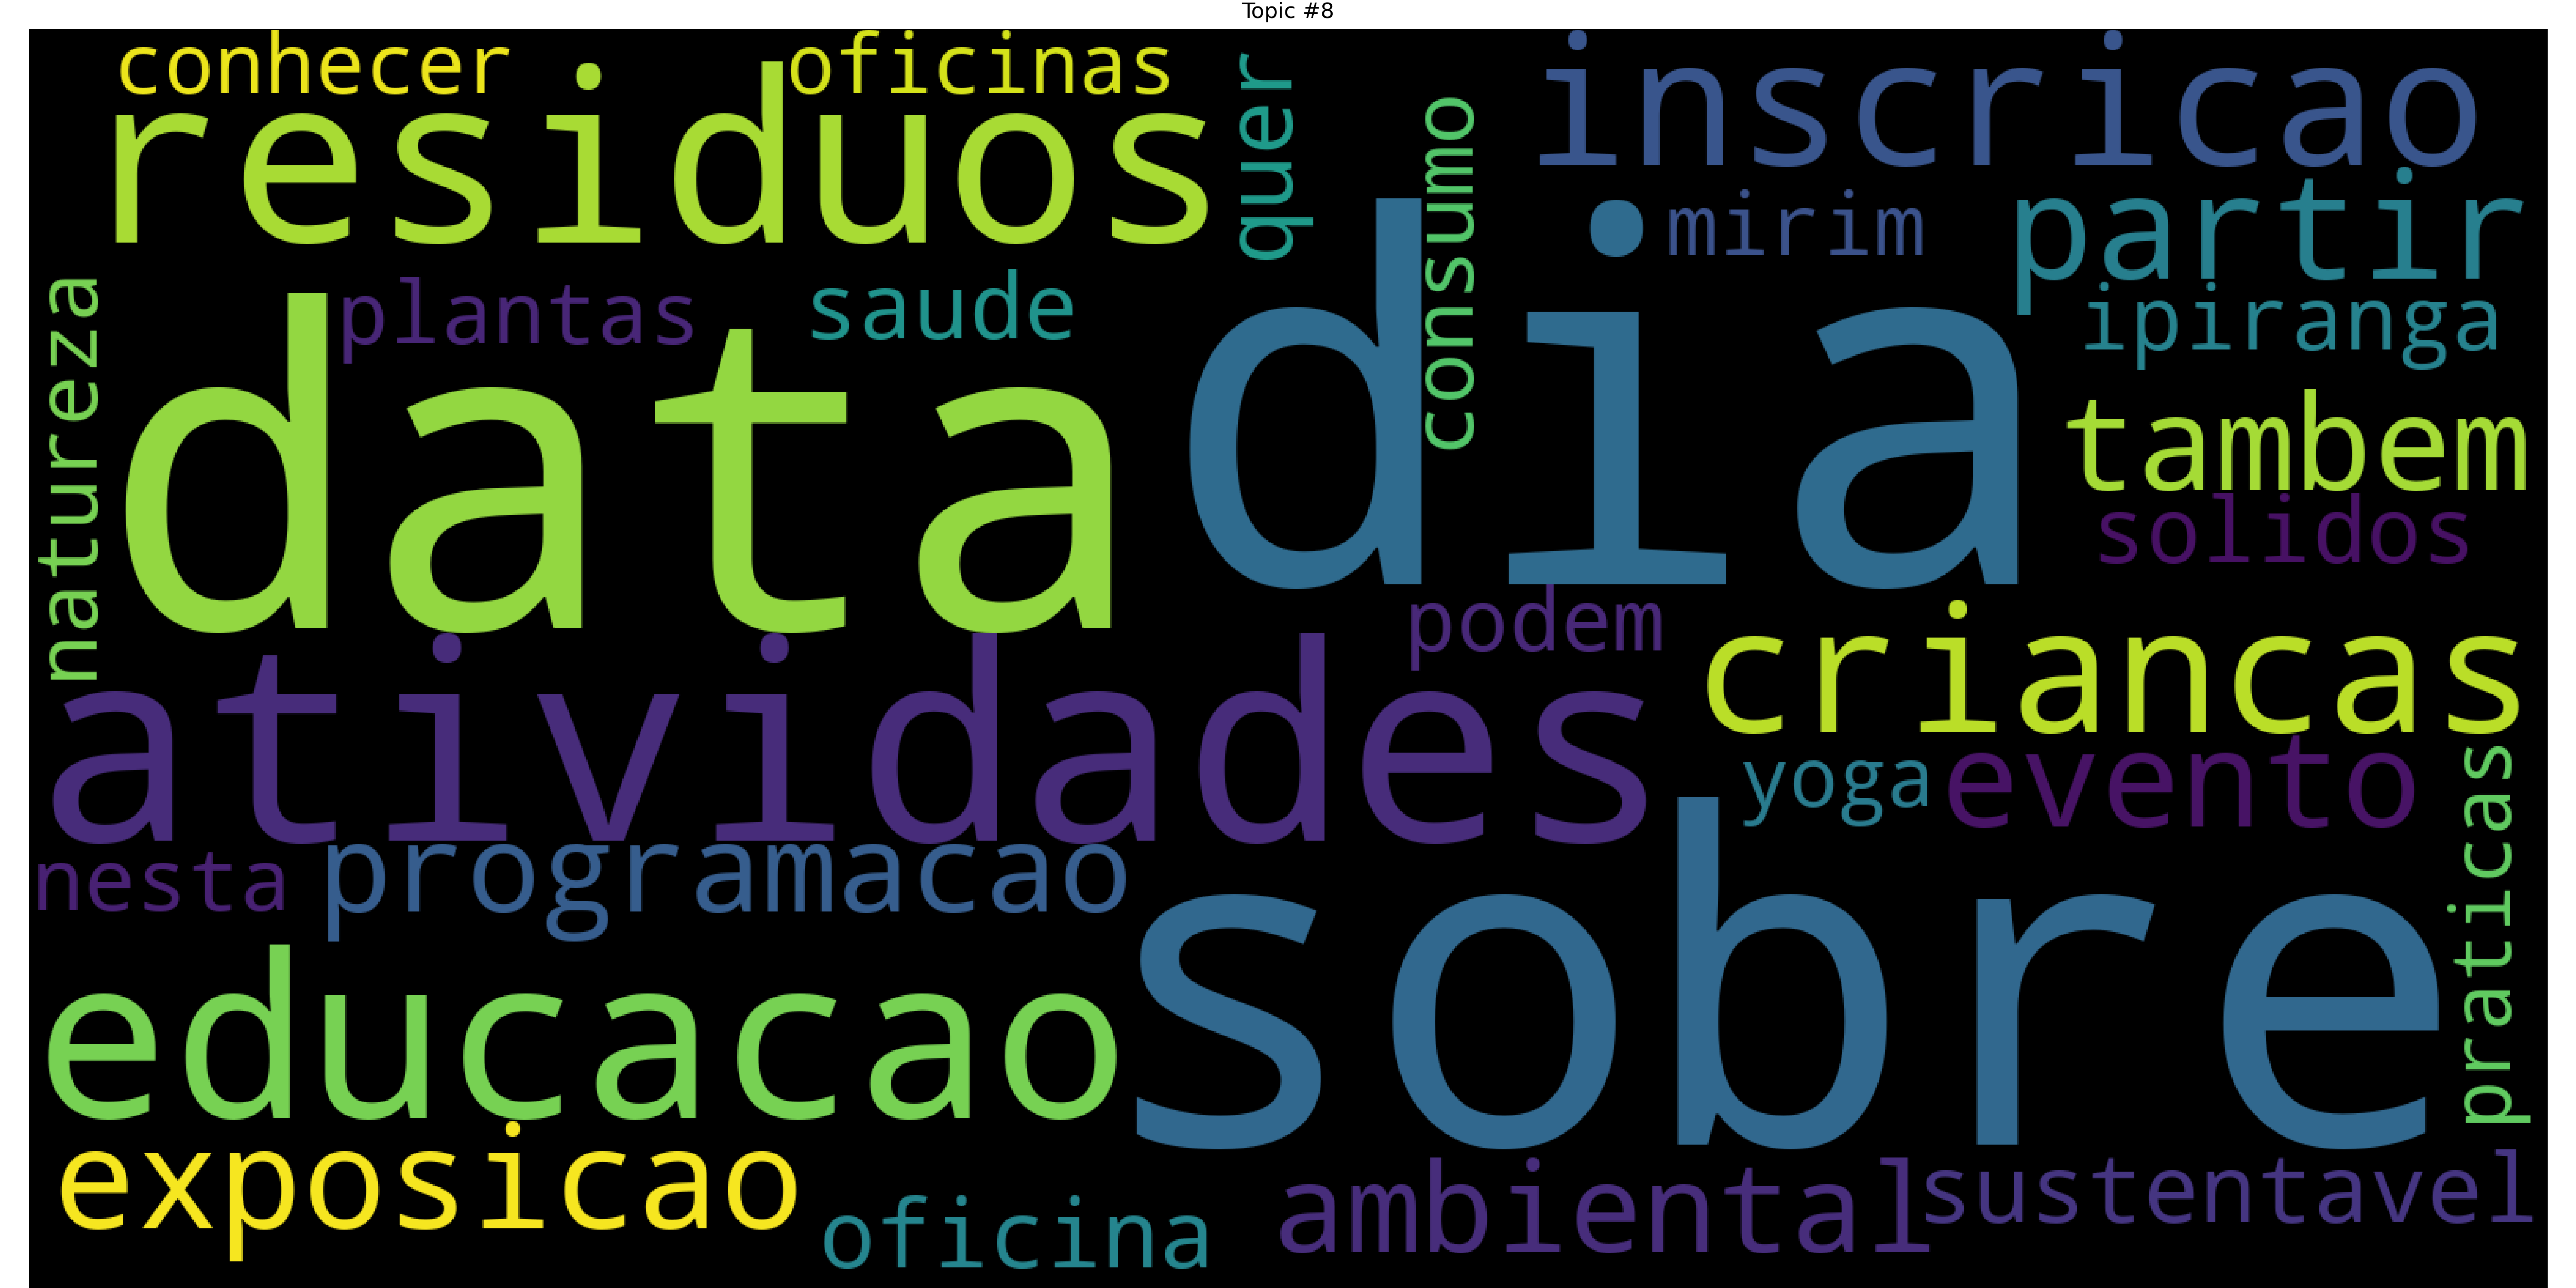 Topic #8
conhecer
oficinas
residuos
quer
consumo
inscricao
mirim
partir
ipiranga
natureza
plantas
saude
data
dia
tambem
solidos
podem
criancas
atividades
yoga
evento
praticas
nesta
programacao
sobre
educacao
exposicao
oficina
ambiental
sustentavel